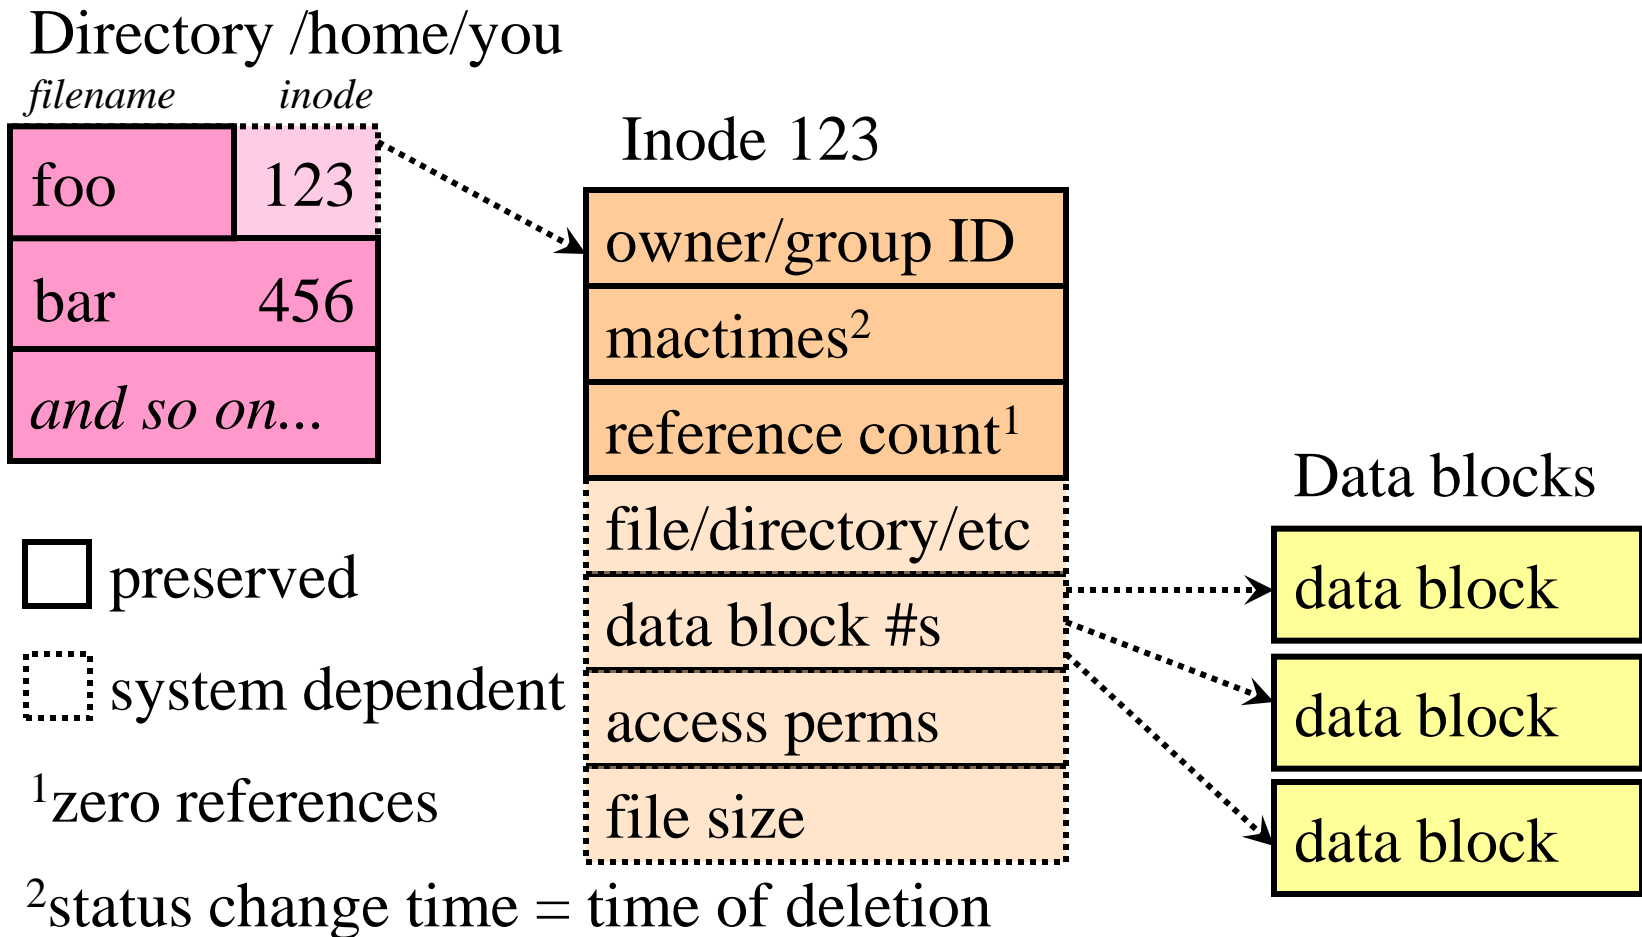 Directory /home/you
filename inode
foo 123
bar 456
and so on...
Inode 123
owner/group ID
mactimes²
reference count¹
file/directory/etc
data block #s
access perms
file size
Data blocks
data block
data block
data block
preserved
system dependent
¹zero references
²status change time = time of deletion